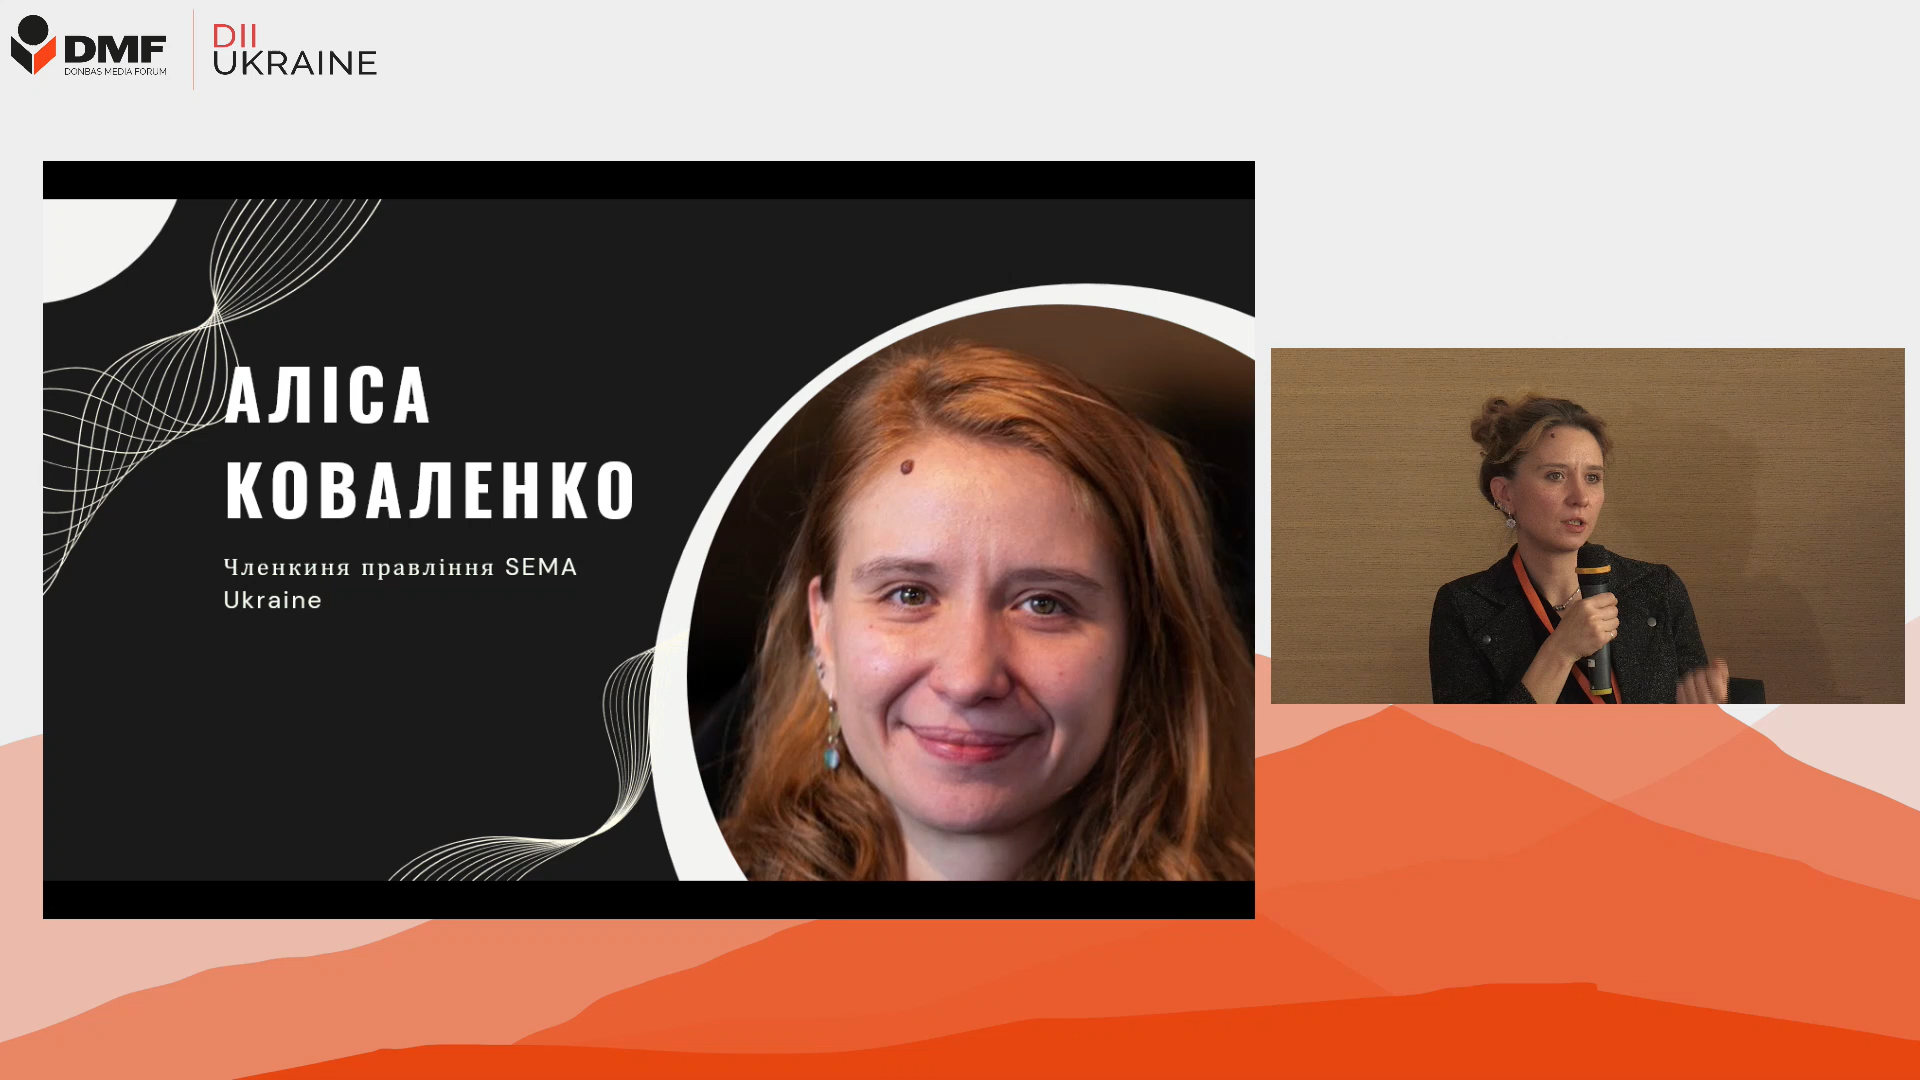 DMF
DONBAS MEDIA FORUM
DII
UKRAINE
АЛІСА
КОВАЛЕНКО
Членкиня правління SEMA
Ukraine